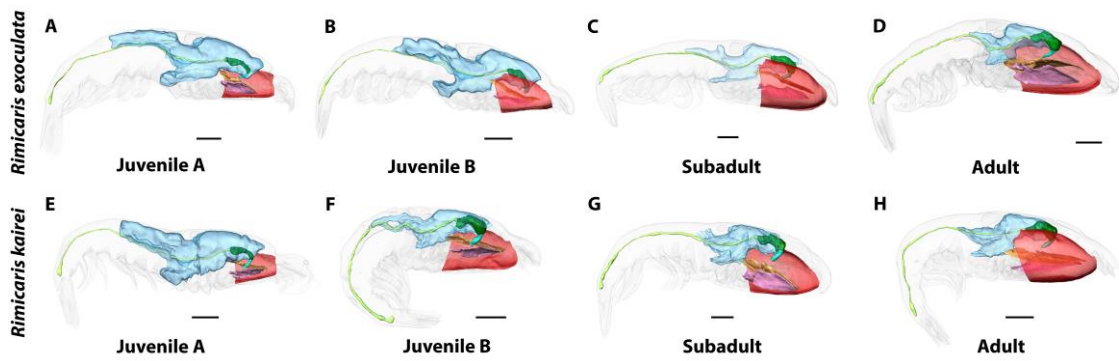 Rimicaris exoculata
A
B
C
D
Juvenile A
Juvenile B
Subadult
Adult
Rimicaris kairei
E
F
G
H
Juvenile A
Juvenile B
Subadult
Adult